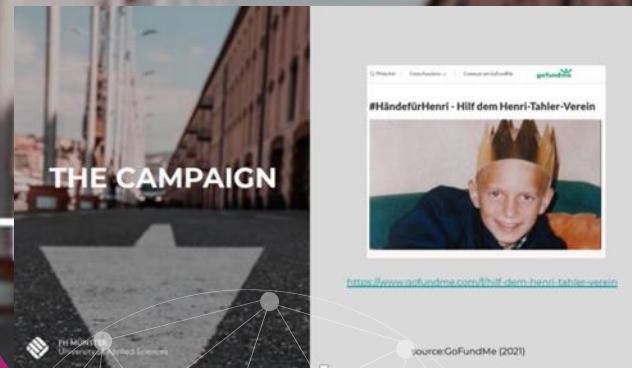 THE CAMPAIGN
FH MÜNSTER
University of Applied Sciences
gofundme
#HändefürHenri - Hilf dem Henri-Tahler-Verein
https://www.gofundme.com/f/hilf-dem-henri-tahler-verein
source:GoFundMe (2021)